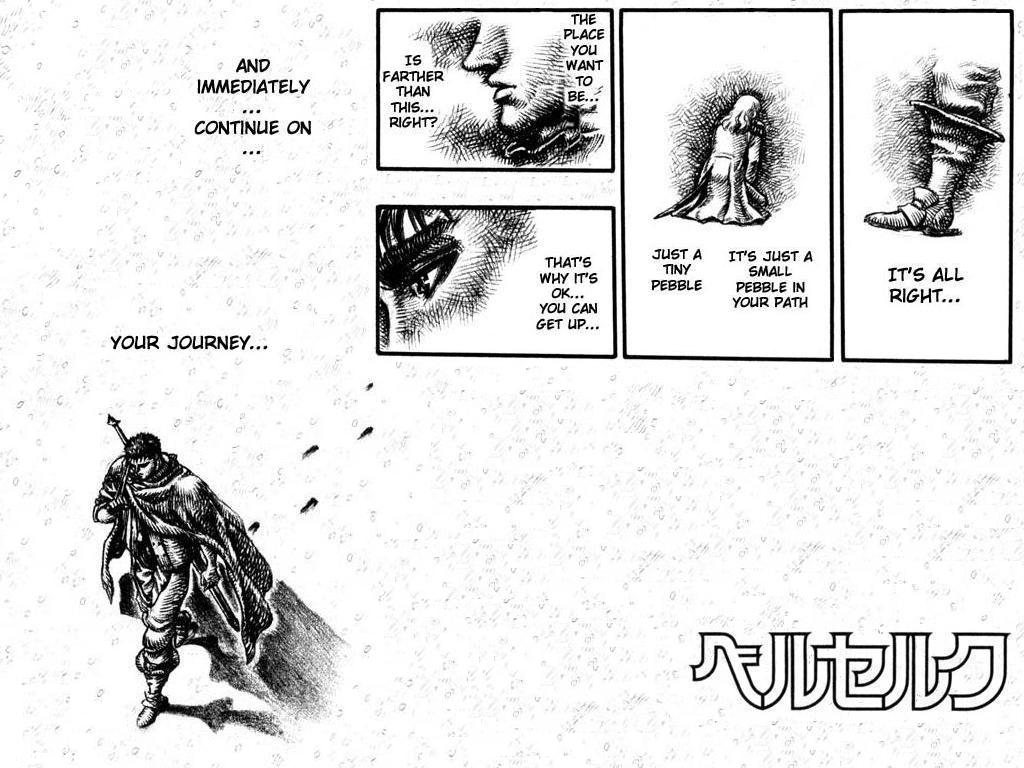 IT'S ALL
RIGHT...
IT'S JUST A
SMALL
PEBBLE IN
YOUR PATH
JUST A
TINY
PEBBLE
THE
PLACE
YOU
WANT
TO
BE...
IS
FARTHER
THAN
THIS...
RIGHT?
THAT'S
WHY IT'S
OK...
YOU CAN
GET UP...
AND
IMMEDIATELY
...
CONTINUE ON
...
YOUR JOURNEY...
ベルセルク